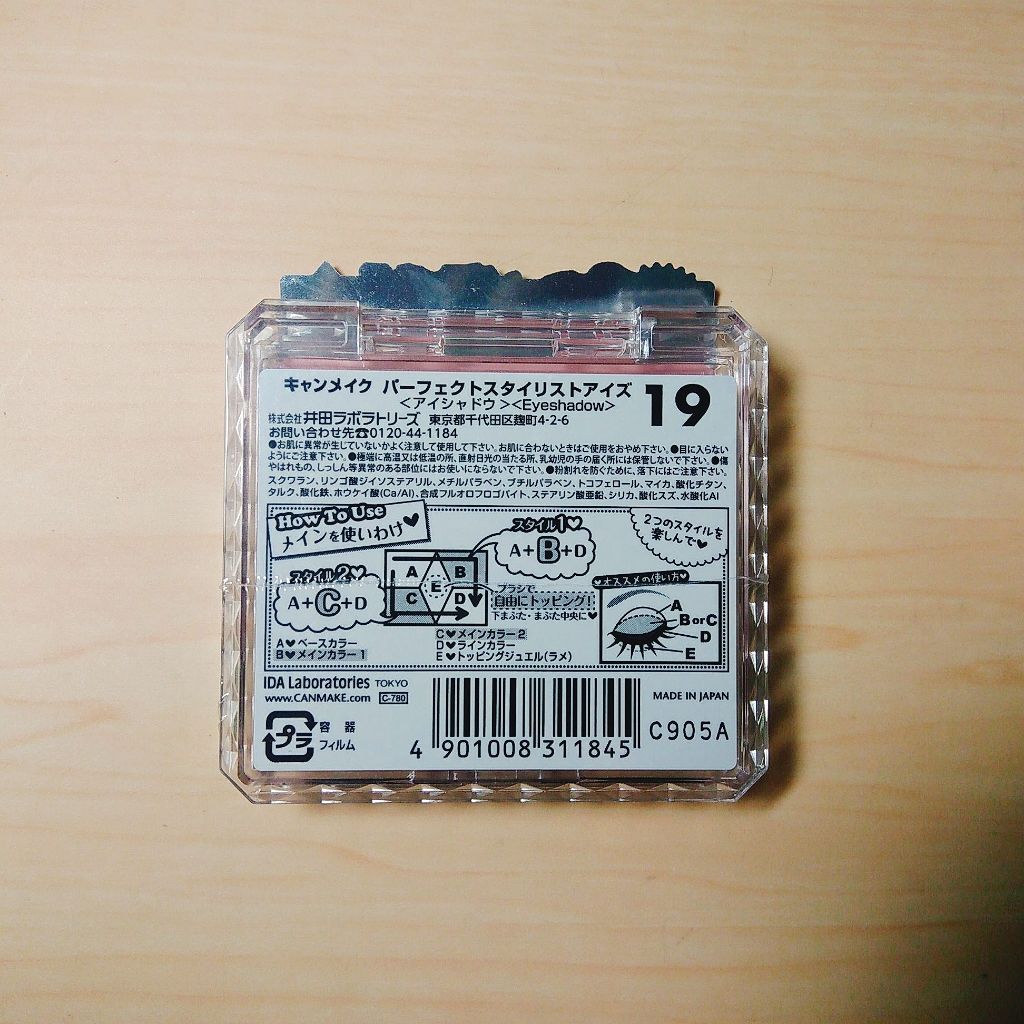 キャンメイク パーフェクトスタイリストアイズ 19
<アイシャドウ><Eyeshadow>
株式会社 井田ラボラトリーズ 東京都千代田区麹町4-2-6
お問い合わせ先☎0120-44-1184
●お肌に異常が生じていないかよく注意して使用して下さい。お肌に合わないときはご使用をおやめ下さい。●目に入らない
ようにご注意下さい。●極端に高温又は低温の所、直射日光の当たる所、乳幼児の手の届く所には保管しないで下さい。●傷
やはれもの、しっしん等異常のある部位にはお使いにならないで下さい。●粉割れを防ぐために、落下にはご注意下さい。
スクワラン、リンゴ酸ジイソステアリル、メチルパラベン、ブチルパラベン、トコフェロール、マイカ、酸化チタン、
タルク、酸化鉄、ホウケイ酸(Ca/Al)、合成フルオロフロゴパイト、ステアリン酸亜鉛、シリカ、酸化スズ、水酸化Al
How To Use
メインを使いわけ♥
スタイル1♥
A+B+D
2つのスタイルを
楽しんで♥
スタイル2♥
A+C+D
A B
E
C D
ブラシで
自由にトッピング!
下まぶた・まぶた中央に♥
オススメの使い方♥
A
B or C
D
E
A♥ベースカラー
B♥メインカラー1
C♥メインカラー2
D♥ラインカラー
E♥トッピングジュエル(ラメ)
IDA Laboratories TOKYO
www.CANMAKE.com C-780
MADE IN JAPAN
プラ
容器
フィルム
4 901008 311845
C905A